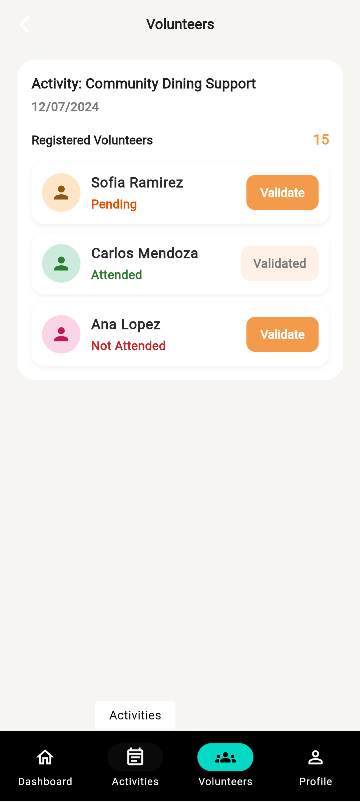 Volunteers
Activity: Community Dining Support
12/07/2024
Registered Volunteers 15
Sofia Ramirez
Pending
Validate
Carlos Mendoza
Attended
Validated
Ana Lopez
Not Attended
Validate
Activities
Dashboard Activities Volunteers Profile